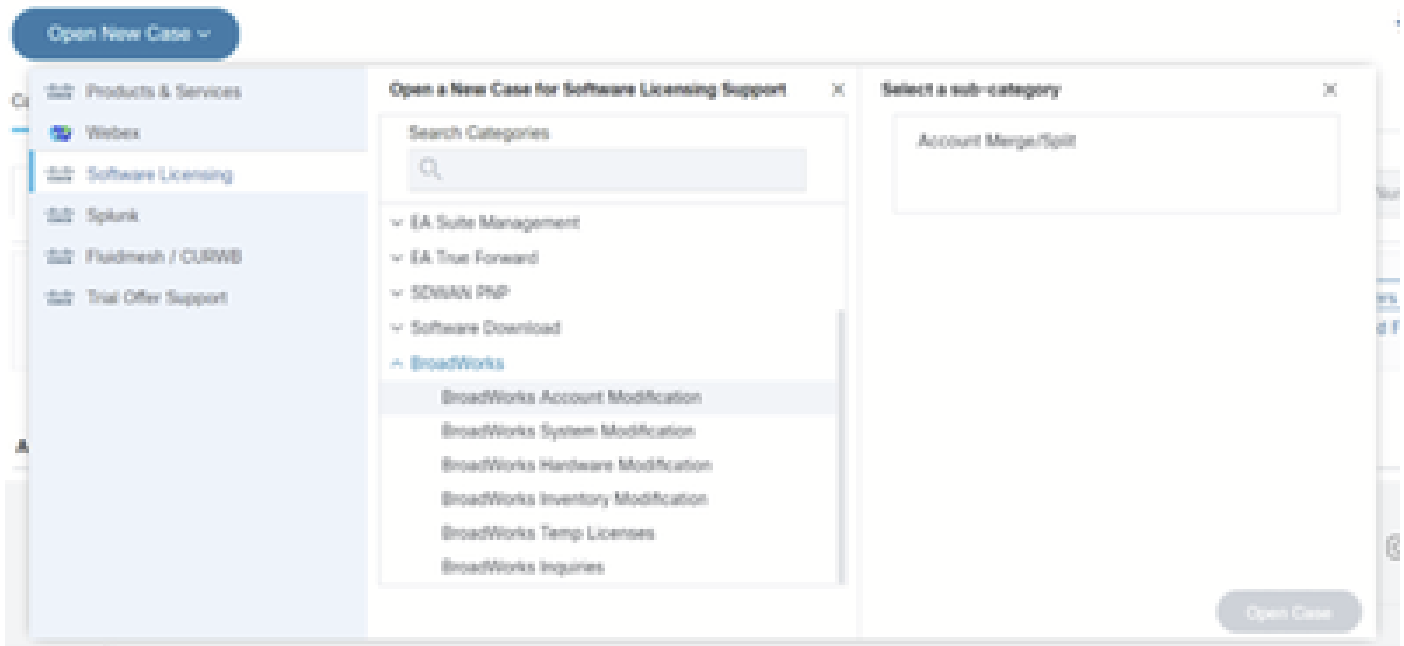 Open New Case
Products & Services
Webex
Software Licensing
Splunk
Fluidmesh / CURWB
Trial Offer Support
Open a New Case for Software Licensing Support
Search Categories
EA Suite Management
EA True Forward
SDWAN PNP
Software Download
BroadWorks
BroadWorks Account Modification
BroadWorks System Modification
BroadWorks Hardware Modification
BroadWorks Inventory Modification
BroadWorks Temp Licenses
BroadWorks Inquiries
Select a sub-category
Account Merge/Split
Open Case